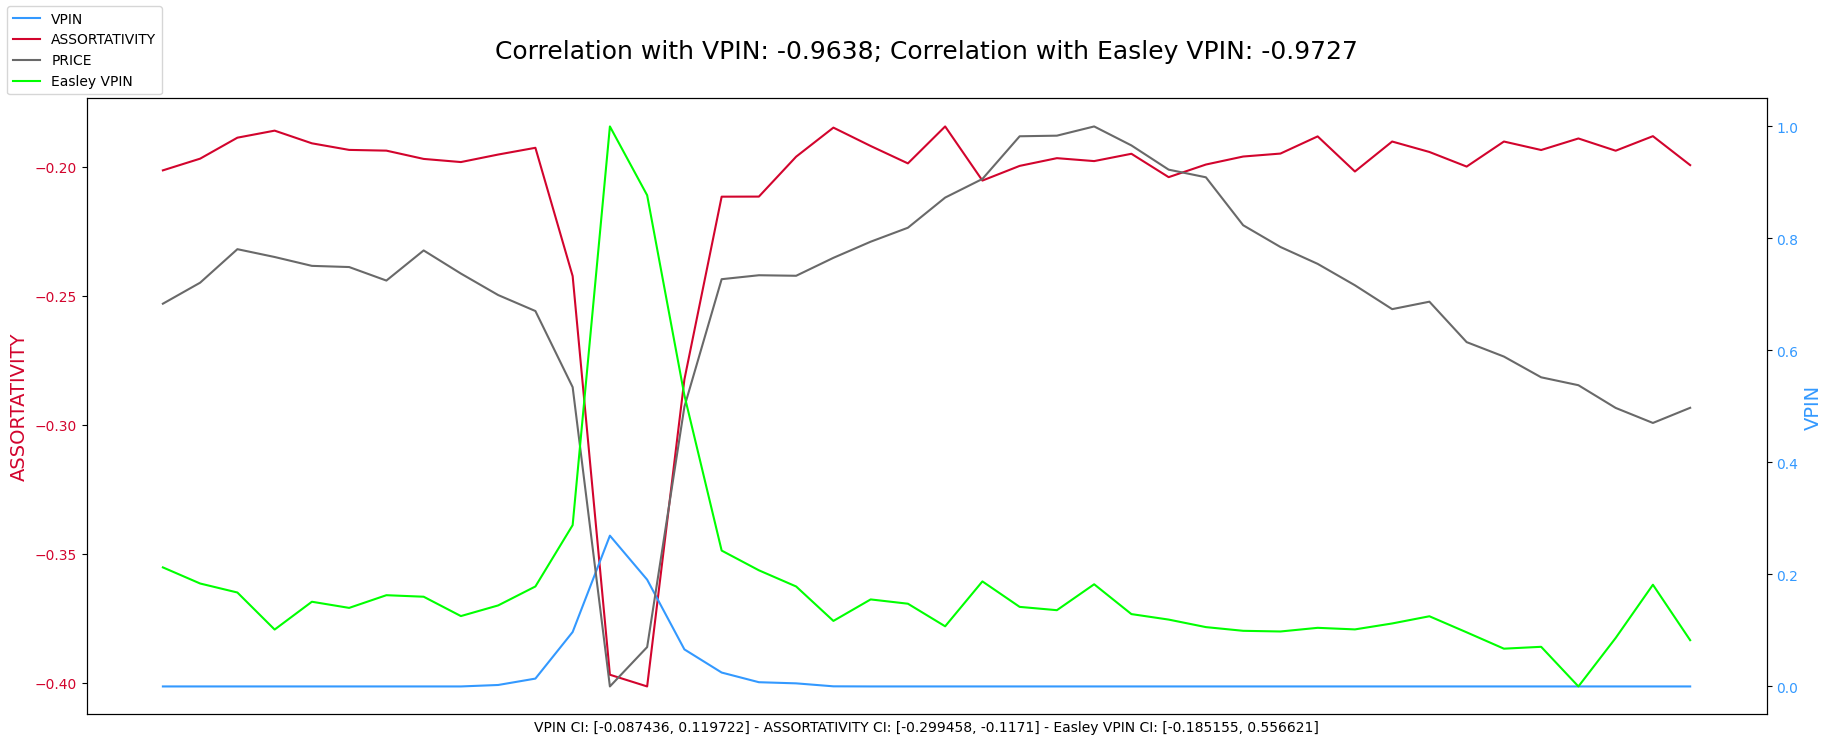 VPIN
ASSORTATIVITY
PRICE
Easley VPIN
Correlation with VPIN: -0.9638; Correlation with Easley VPIN: -0.9727
ASSORTATIVITY
−0.20
−0.25
−0.30
−0.35
−0.40
1.0
0.8
0.6
0.4
0.2
0.0
VPIN
VPIN CI: [-0.087436, 0.119722] - ASSORTATIVITY CI: [-0.299458, -0.1171] - Easley VPIN CI: [-0.185155, 0.556621]